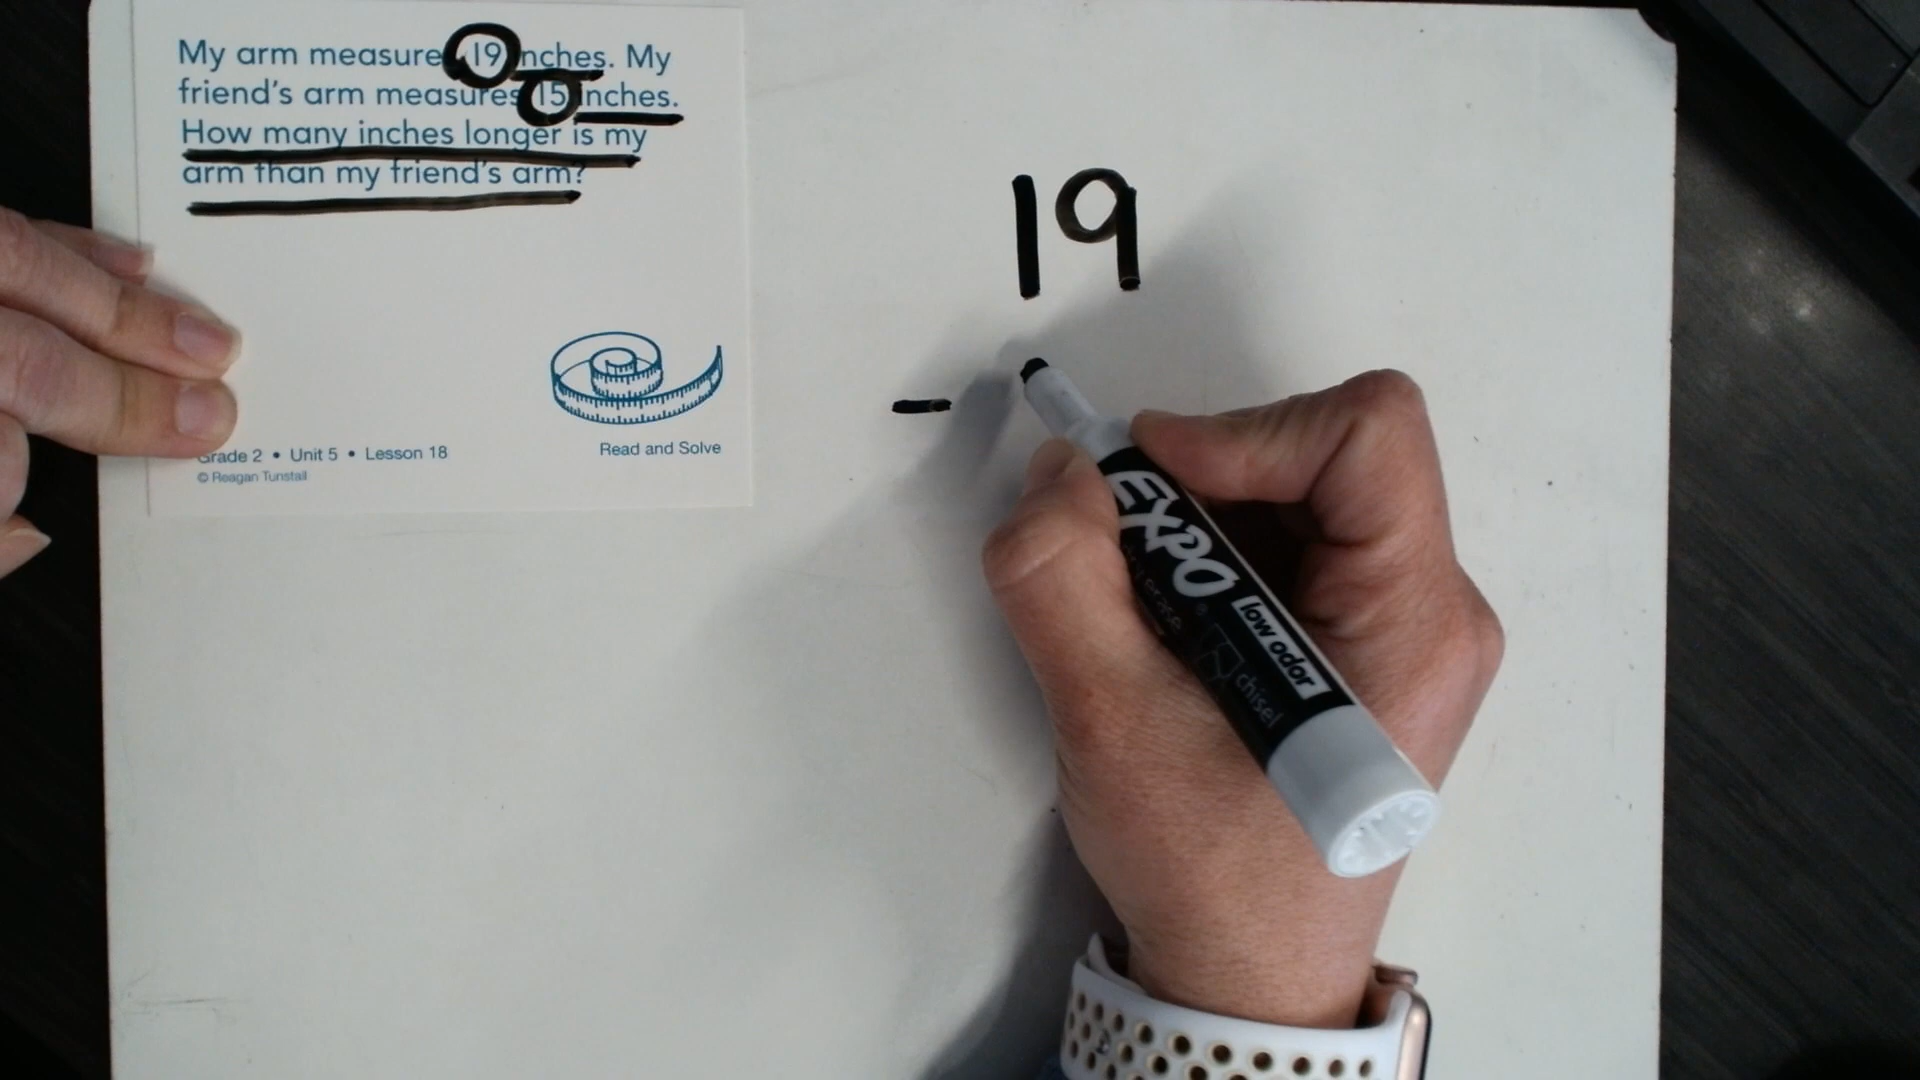 My arm measures 19 inches. My
friend's arm measures 15 inches.
How many inches longer is my
arm than my friend's arm?
Grade 2 • Unit 5 • Lesson 18
© Reagan Tunstall
Read and Solve
19
-
EXPO®
dry erase
low odor
chisel